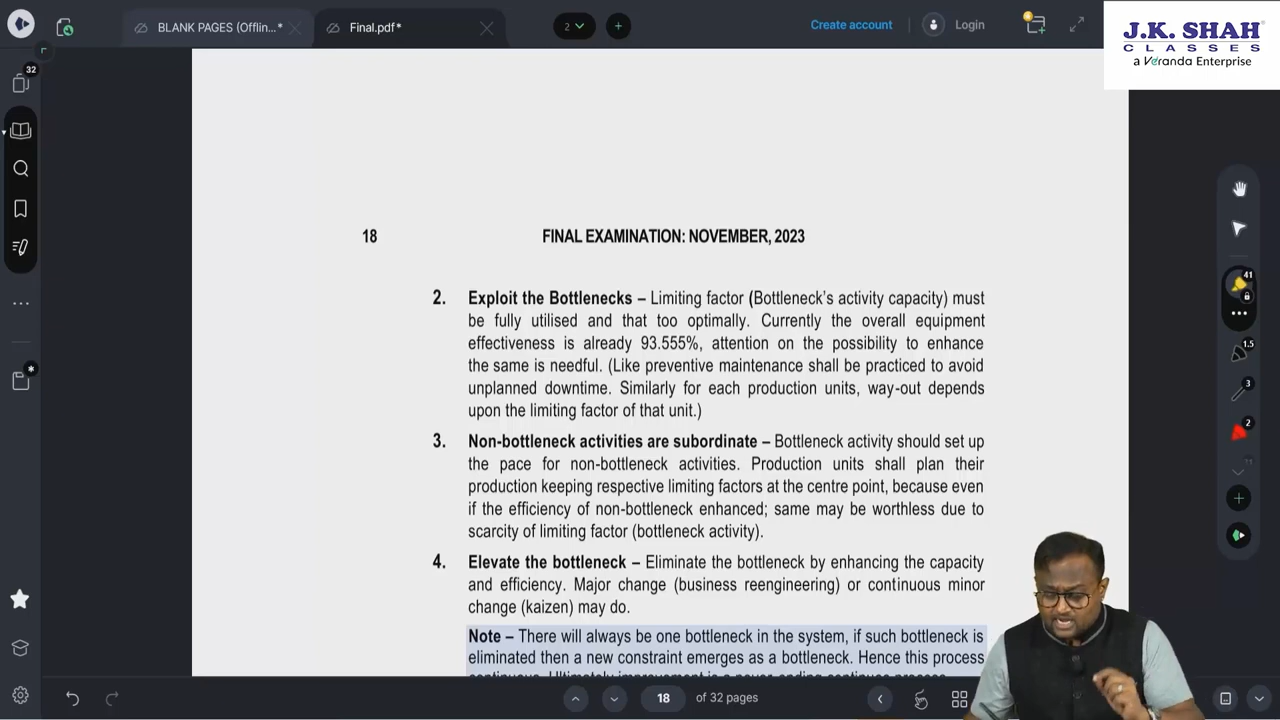 BLANK PAGES (Offlin...*
Final.pdf*
2
Create account
Login
J.K. SHAH
CLASSES
a Veranda Enterprise
32
18
FINAL EXAMINATION: NOVEMBER, 2023
2. Exploit the Bottlenecks – Limiting factor (Bottleneck's activity capacity) must
be fully utilised and that too optimally. Currently the overall equipment
effectiveness is already 93.555%, attention on the possibility to enhance
the same is needful. (Like preventive maintenance shall be practiced to avoid
unplanned downtime. Similarly for each production units, way-out depends
upon the limiting factor of that unit.)
3. Non-bottleneck activities are subordinate – Bottleneck activity should set up
the pace for non-bottleneck activities. Production units shall plan their
production keeping respective limiting factors at the centre point, because even
if the efficiency of non-bottleneck enhanced; same may be worthless due to
scarcity of limiting factor (bottleneck activity).
4. Elevate the bottleneck – Eliminate the bottleneck by enhancing the capacity
and efficiency. Major change (business reengineering) or continuous minor
change (kaizen) may do.
Note – There will always be one bottleneck in the system, if such bottleneck is
eliminated then a new constraint emerges as a bottleneck. Hence this process
41
1.5
3
2
18
of 32 pages